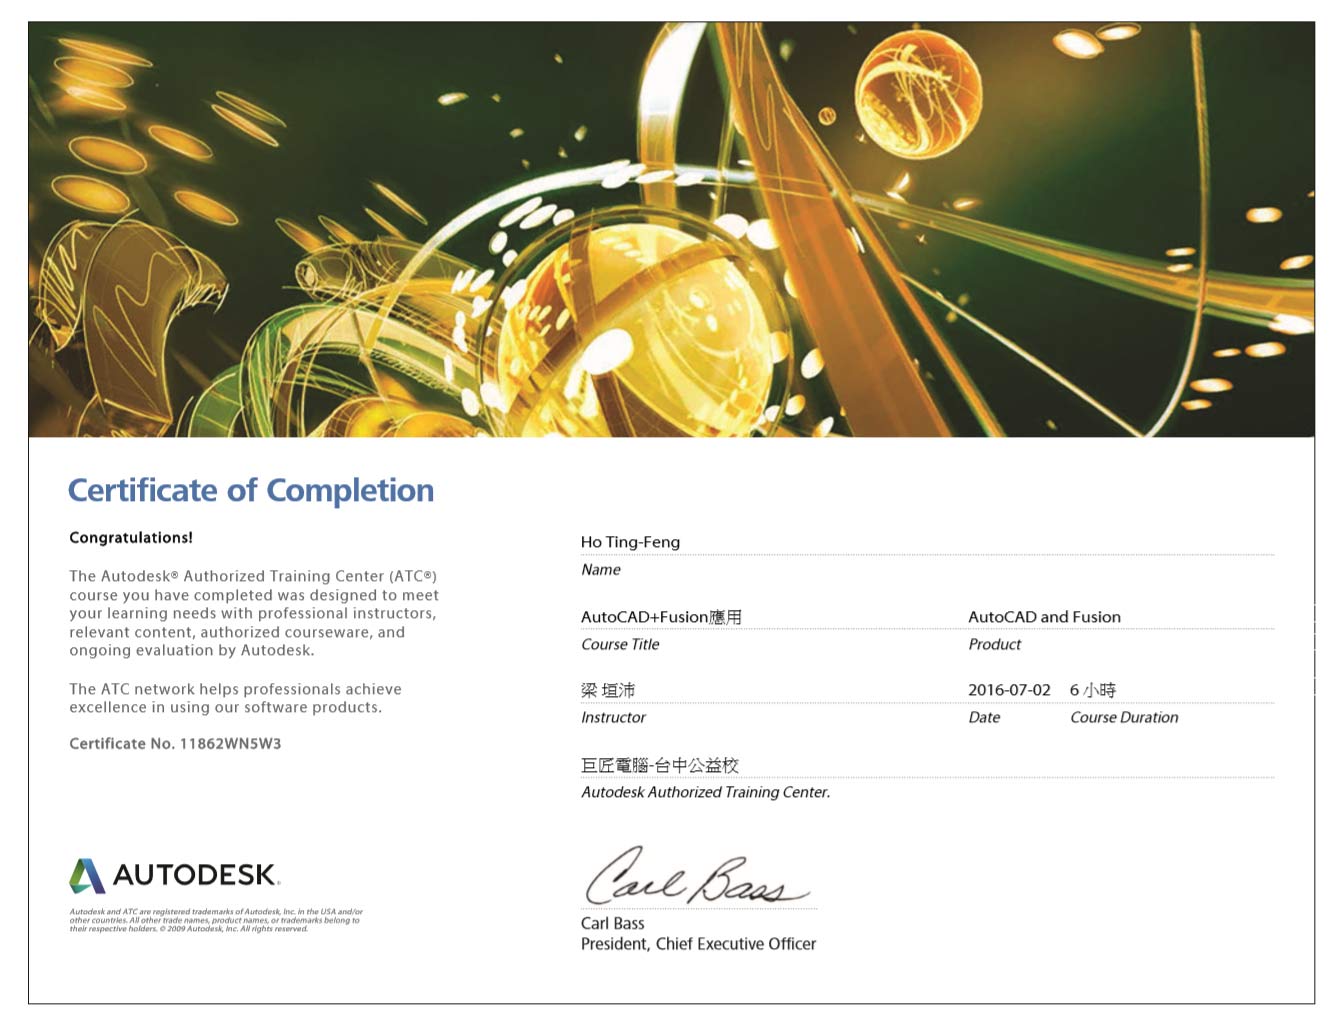 Certificate of Completion
Congratulations!
The Autodesk® Authorized Training Center (ATC®)
course you have completed was designed to meet
your learning needs with professional instructors,
relevant content, authorized courseware, and
ongoing evaluation by Autodesk.
The ATC network helps professionals achieve
excellence in using our software products.
Certificate No. 11862WN5W3
Ho Ting-Feng
Name
AutoCAD+Fusion應用
AutoCAD and Fusion
Course Title
Product
梁 垣沛
2016-07-02 6 小時
Instructor
Date Course Duration
巨匠電腦-台中公益校
Autodesk Authorized Training Center.
AUTODESK.
Autodesk and ATC are registered trademarks of Autodesk, Inc. in the USA and/or
other countries. All other trade names, product names, or trademarks belong to
their respective holders. © 2009 Autodesk, Inc. All rights reserved.
Carl Bass
Carl Bass
President, Chief Executive Officer